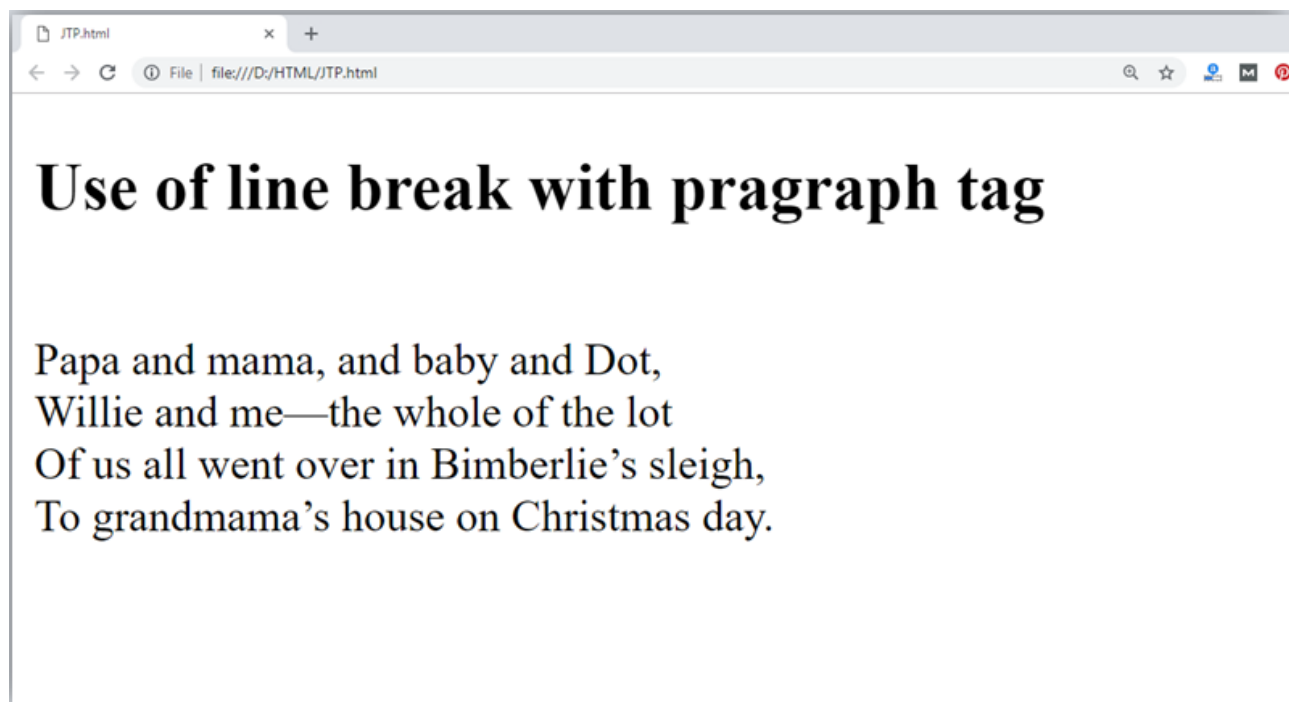 JTP.html
File | file:///D:/HTML/JTP.html
Use of line break with pragraph tag
Papa and mama, and baby and Dot,
Willie and me—the whole of the lot
Of us all went over in Bimberlie’s sleigh,
To grandmama’s house on Christmas day.